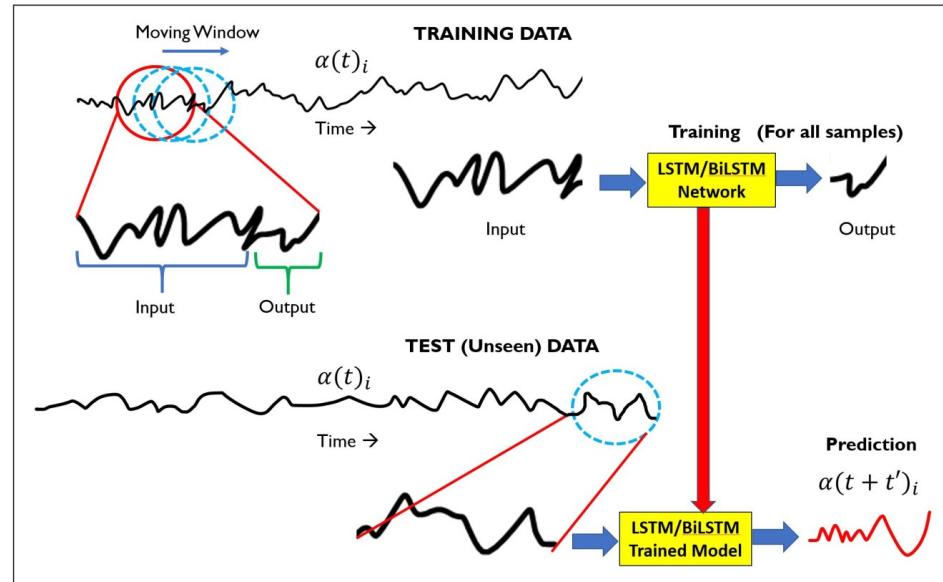 Moving Window
TRAINING DATA
α(t)ᵢ
Time →
Training (For all samples)
LSTM/BiLSTM
Network
Input
Output
Input
Output
TEST (Unseen) DATA
α(t)ᵢ
Time →
Prediction
α(t + t′)ᵢ
LSTM/BiLSTM
Trained Model